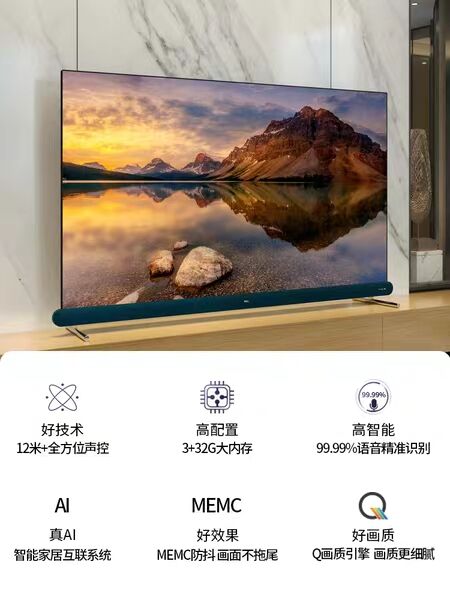 好技术
12米+全方位声控
高配置
3+32G大内存
99.99%
高智能
99.99%语音精准识别
AI
真AI
智能家居互联系统
MEMC
好效果
MEMC防抖 画面不拖尾
好画质
Q画质引擎 画质更细腻